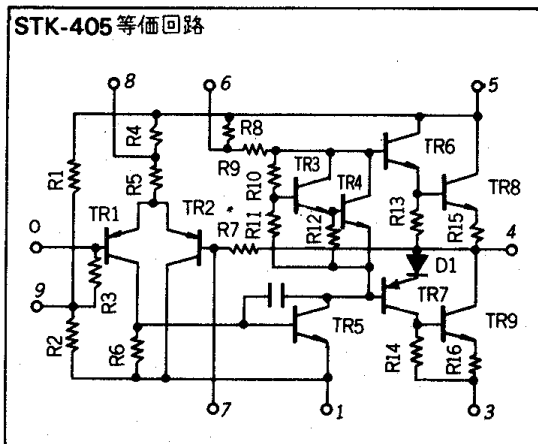 STK-405等価回路
8
6
5
R4
R8
R9
TR6
R1
R5
R10
TR3
TR4
TR8
TR1
TR2
R11
R12
R13
R15
0
R7
4
D1
9
R3
TR7
TR5
TR9
R2
R6
R14
R16
7
1
3